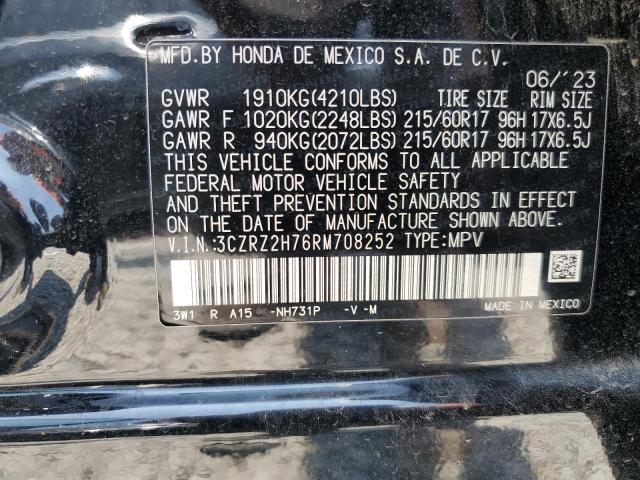 MFD. BY HONDA DE MEXICO S.A. DE C.V.
06/'23
GVWR 1910KG(4210LBS) TIRE SIZE RIM SIZE
GAWR F 1020KG(2248LBS) 215/60R17 96H 17X6.5J
GAWR R 940KG(2072LBS) 215/60R17 96H 17X6.5J
THIS VEHICLE CONFORMS TO ALL APPLICABLE
FEDERAL MOTOR VEHICLE SAFETY
AND THEFT PREVENTION STANDARDS IN EFFECT
ON THE DATE OF MANUFACTURE SHOWN ABOVE.
V.I.N.:3CZRZ2H76RM708252 TYPE:MPV
3W1 R A15 -NH731P -V -M
MADE IN MEXICO